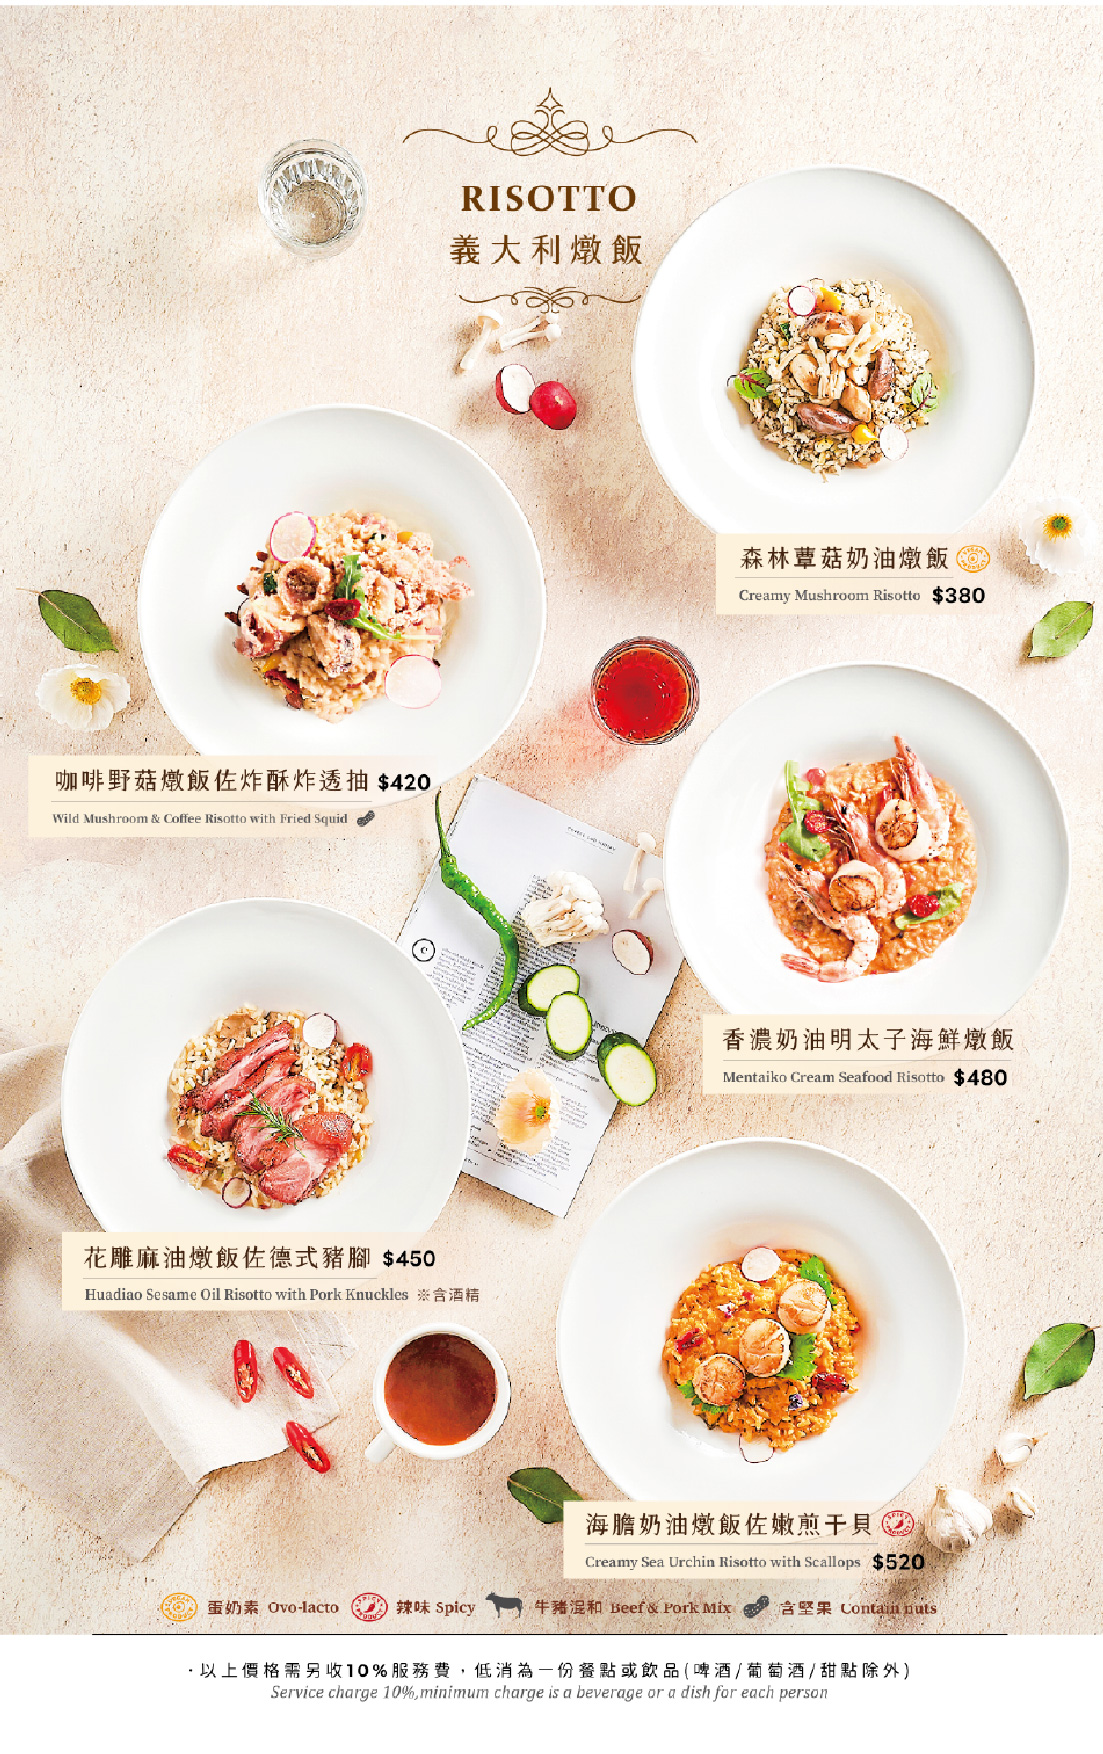 RISOTTO
義大利燉飯
森林蕈菇奶油燉飯
Creamy Mushroom Risotto $380
咖啡野菇燉飯佐炸酥炸透抽 $420
Wild Mushroom & Coffee Risotto with Fried Squid
香濃奶油明太子海鮮燉飯
Mentaiko Cream Seafood Risotto $480
花雕麻油燉飯佐德式豬腳 $450
Huadiao Sesame Oil Risotto with Pork Knuckles ※含酒精
海膽奶油燉飯佐嫩煎干貝
Creamy Sea Urchin Risotto with Scallops $520
蛋奶素 Ovo-lacto 辣味 Spicy 牛豬混和 Beef & Pork Mix 含堅果 Contain nuts
·以上價格需另收10%服務費，低消為一份餐點或飲品(啤酒/葡萄酒/甜點除外)
Service charge 10%,minimum charge is a beverage or a dish for each person